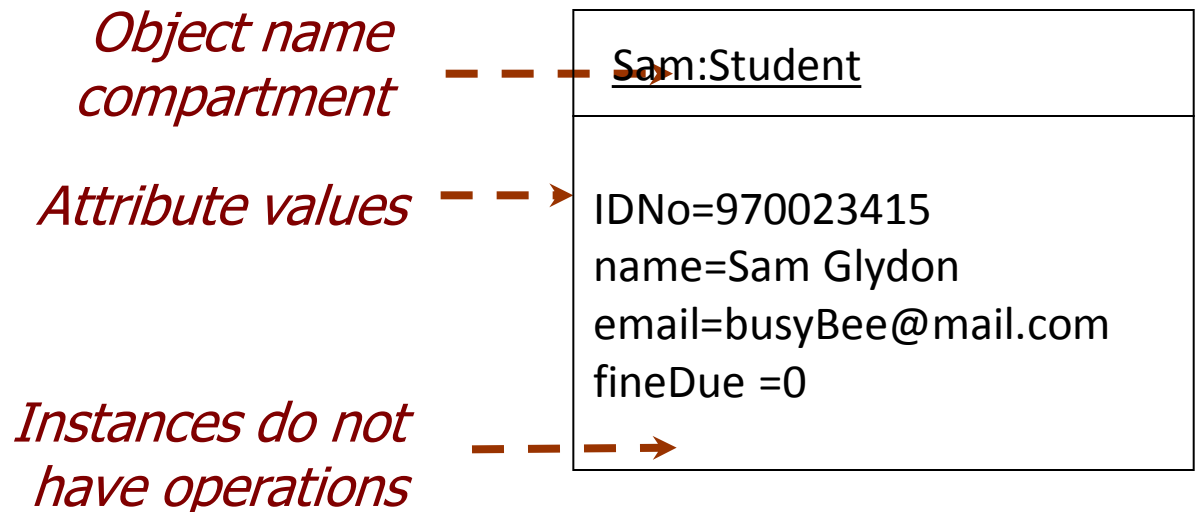 Object name
compartment
Sam:Student
Attribute values
IDNo=970023415
name=Sam Glydon
email=busyBee@mail.com
fineDue =0
Instances do not
have operations